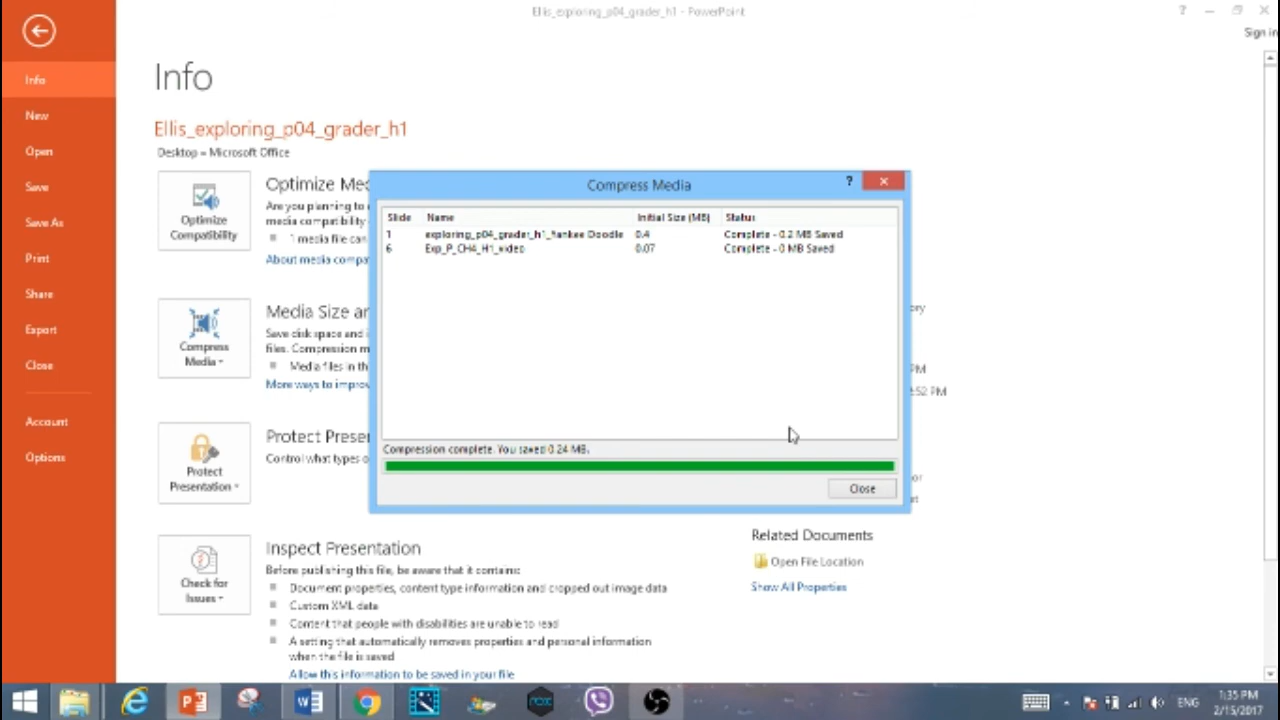 Ellis_exploring_p04_grader_h1 - PowerPoint
Sign in
Info
New
Open
Save
Save As
Print
Share
Export
Close
Account
Options
Info
Ellis_exploring_p04_grader_h1
Desktop » Microsoft Office
Optimize Compatibility
Optimize Med
Are you planning to
media compatibility
1 media file can
About media compa
Compress Media
Media Size an
Save disk space and i
files. Compression m
Media files in th
More ways to improv
Protect Presentation
Protect Preser
Control what types o
Check for Issues
Inspect Presentation
Before publishing this file, be aware that it contains:
Document properties, content type information and cropped out image data
Custom XML data
Content that people with disabilities are unable to read
A setting that automatically removes properties and personal information
when the file is saved
Allow this information to be saved in your file
Compress Media
?
Slide Name Initial Size (MB) Status
1 exploring_p04_grader_h1_Yankee Doodle 0.4 Complete - 0.2 MB Saved
6 Exp_P_CH4_H1_video 0.07 Complete - 0 MB Saved
Compression complete. You saved 0.24 MB.
Close
ory
PM
:52 PM
or
Related Documents
Open File Location
Show All Properties
ENG
1:35 PM
2/15/2017